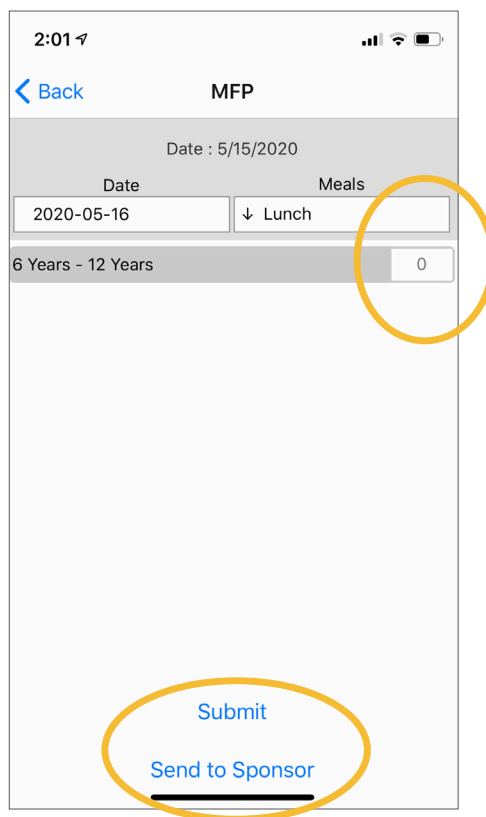 2:01
Back MFP
Date : 5/15/2020
Date Meals
2020-05-16 ↓ Lunch
6 Years - 12 Years 0
Submit
Send to Sponsor